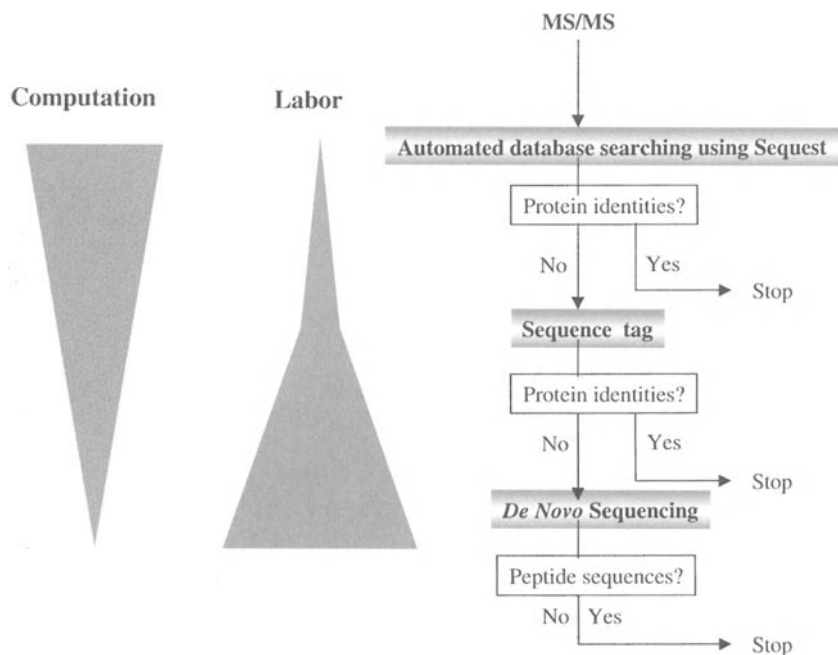 MS/MS
Computation
Labor
Automated database searching using Sequest
Protein identities?
No
Yes
Stop
Sequence tag
Protein identities?
No
Yes
Stop
De Novo Sequencing
Peptide sequences?
No
Yes
Stop